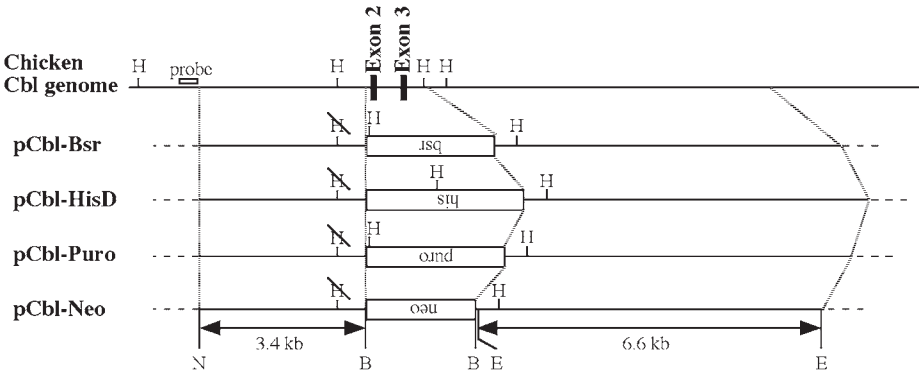 Exon 2
Exon 3
Chicken
Cbl genome
H
probe
H
H
H
pCbl-Bsr
H
H
bsr
H
pCbl-HisD
H
H
his
H
pCbl-Puro
H
H
puro
H
pCbl-Neo
H
neo
H
3.4 kb
6.6 kb
N
B
B
E
E